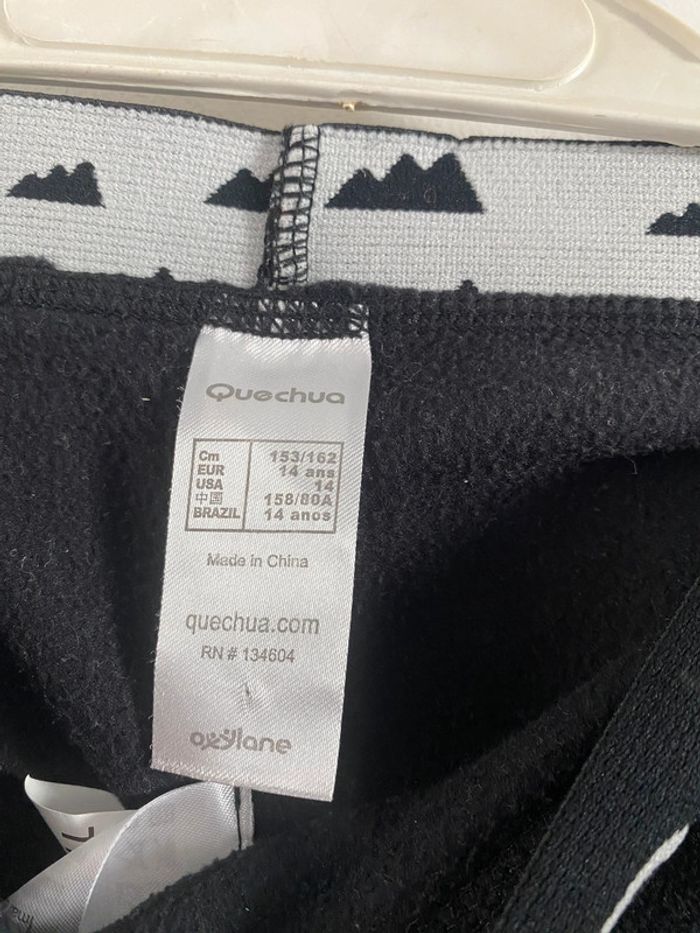 Quechua
Cm 153/162
EUR 14 ans
USA 14
中国 158/80A
BRAZIL 14 anos
Made in China
quechua.com
RN # 134604
oxylane